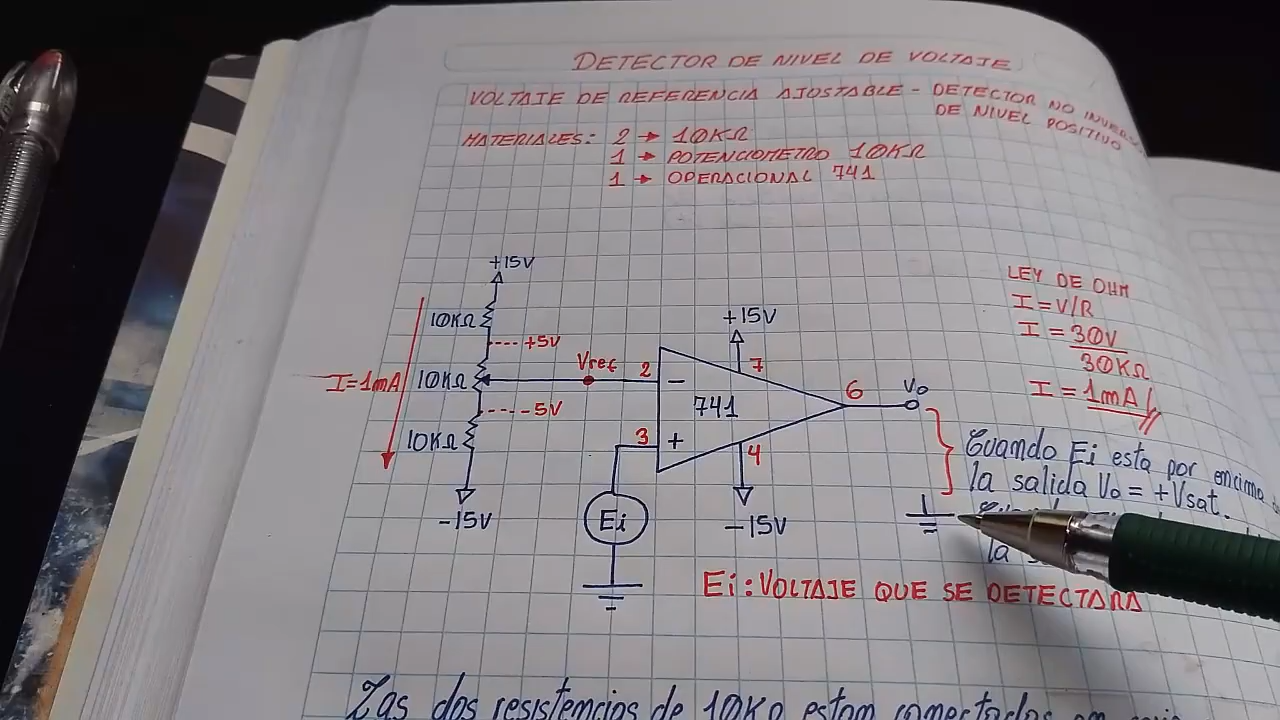 DETECTOR DE NIVEL DE VOLTAJE
VOLTAJE DE REFERENCIA AJUSTABLE - DETECTOR NO
DE NIVEL POSITIVO
MATERIALES: 2 → 10KΩ
1 → POTENCIOMETRO 10KΩ
1 → OPERACIONAL 741
+15V
10KΩ
+5V
I=1mA
10KΩ
-5V
10KΩ
-15V
Vref
2
-
3
+
741
+15V
7
4
-15V
6
Vo
Ei
LEY DE OHM
I=V/R
I = 30V
30KΩ
I = 1mA//
Cuando Ei esta por encima
la salida Vo = +Vsat.
la
Ei: VOLTAJE QUE SE DETECTARA
Las dos resistencias de 10KΩ estam comectadas